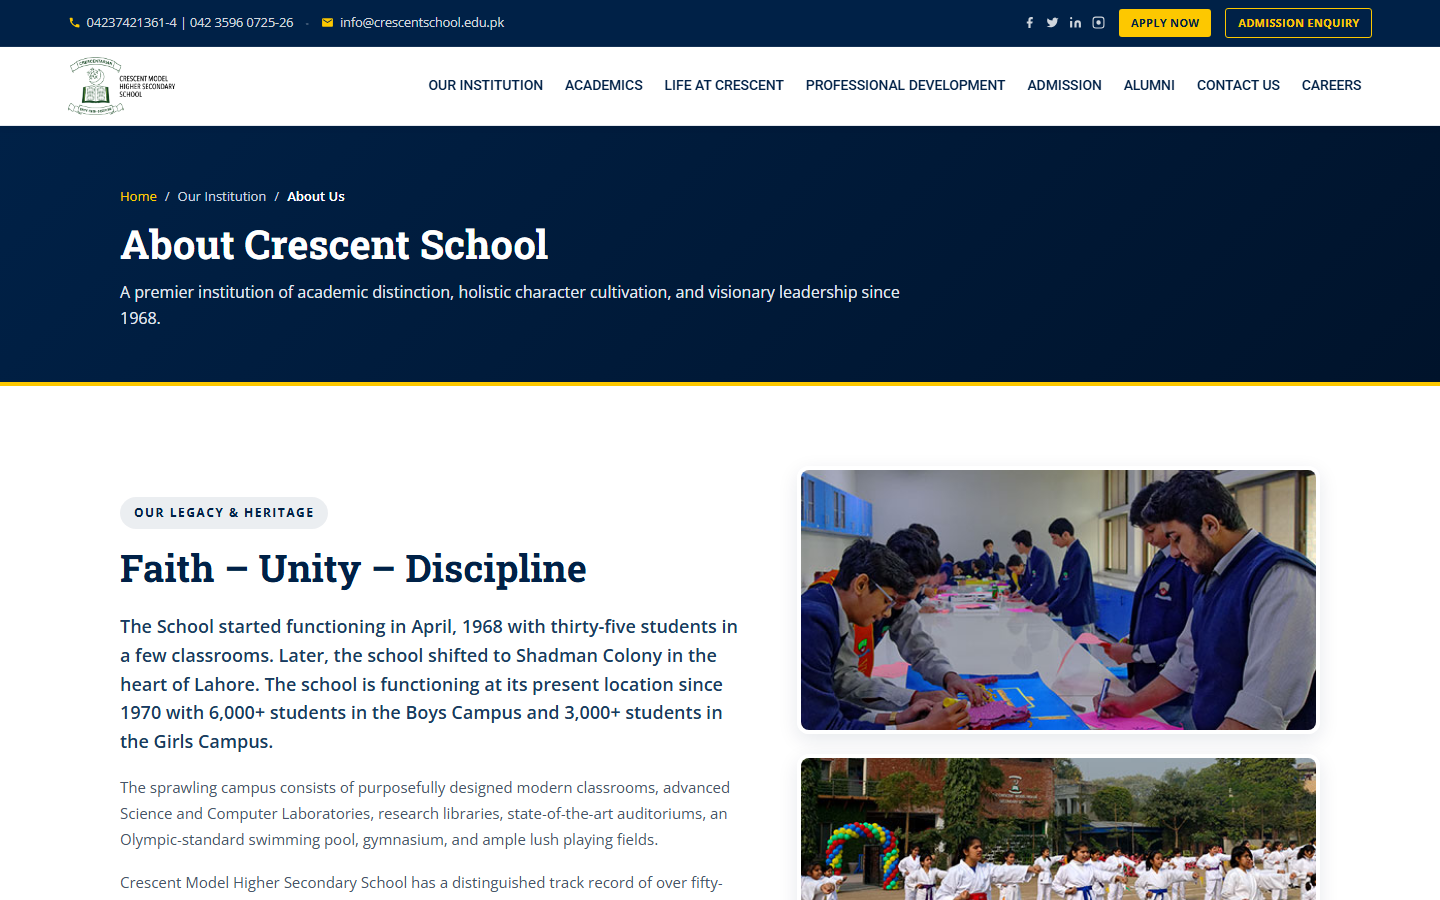 04237421361-4 | 042 3596 0725-26
info@crescentschool.edu.pk
APPLY NOW
ADMISSION ENQUIRY
CRESCENT MODEL
HIGHER SECONDARY
SCHOOL
OUR INSTITUTION
ACADEMICS
LIFE AT CRESCENT
PROFESSIONAL DEVELOPMENT
ADMISSION
ALUMNI
CONTACT US
CAREERS
Home / Our Institution / About Us
About Crescent School
A premier institution of academic distinction, holistic character cultivation, and visionary leadership since
1968.
OUR LEGACY & HERITAGE
Faith – Unity – Discipline
The School started functioning in April, 1968 with thirty-five students in
a few classrooms. Later, the school shifted to Shadman Colony in the
heart of Lahore. The school is functioning at its present location since
1970 with 6,000+ students in the Boys Campus and 3,000+ students in
the Girls Campus.
The sprawling campus consists of purposefully designed modern classrooms, advanced
Science and Computer Laboratories, research libraries, state-of-the-art auditoriums, an
Olympic-standard swimming pool, gymnasium, and ample lush playing fields.
Crescent Model Higher Secondary School has a distinguished track record of over fifty-